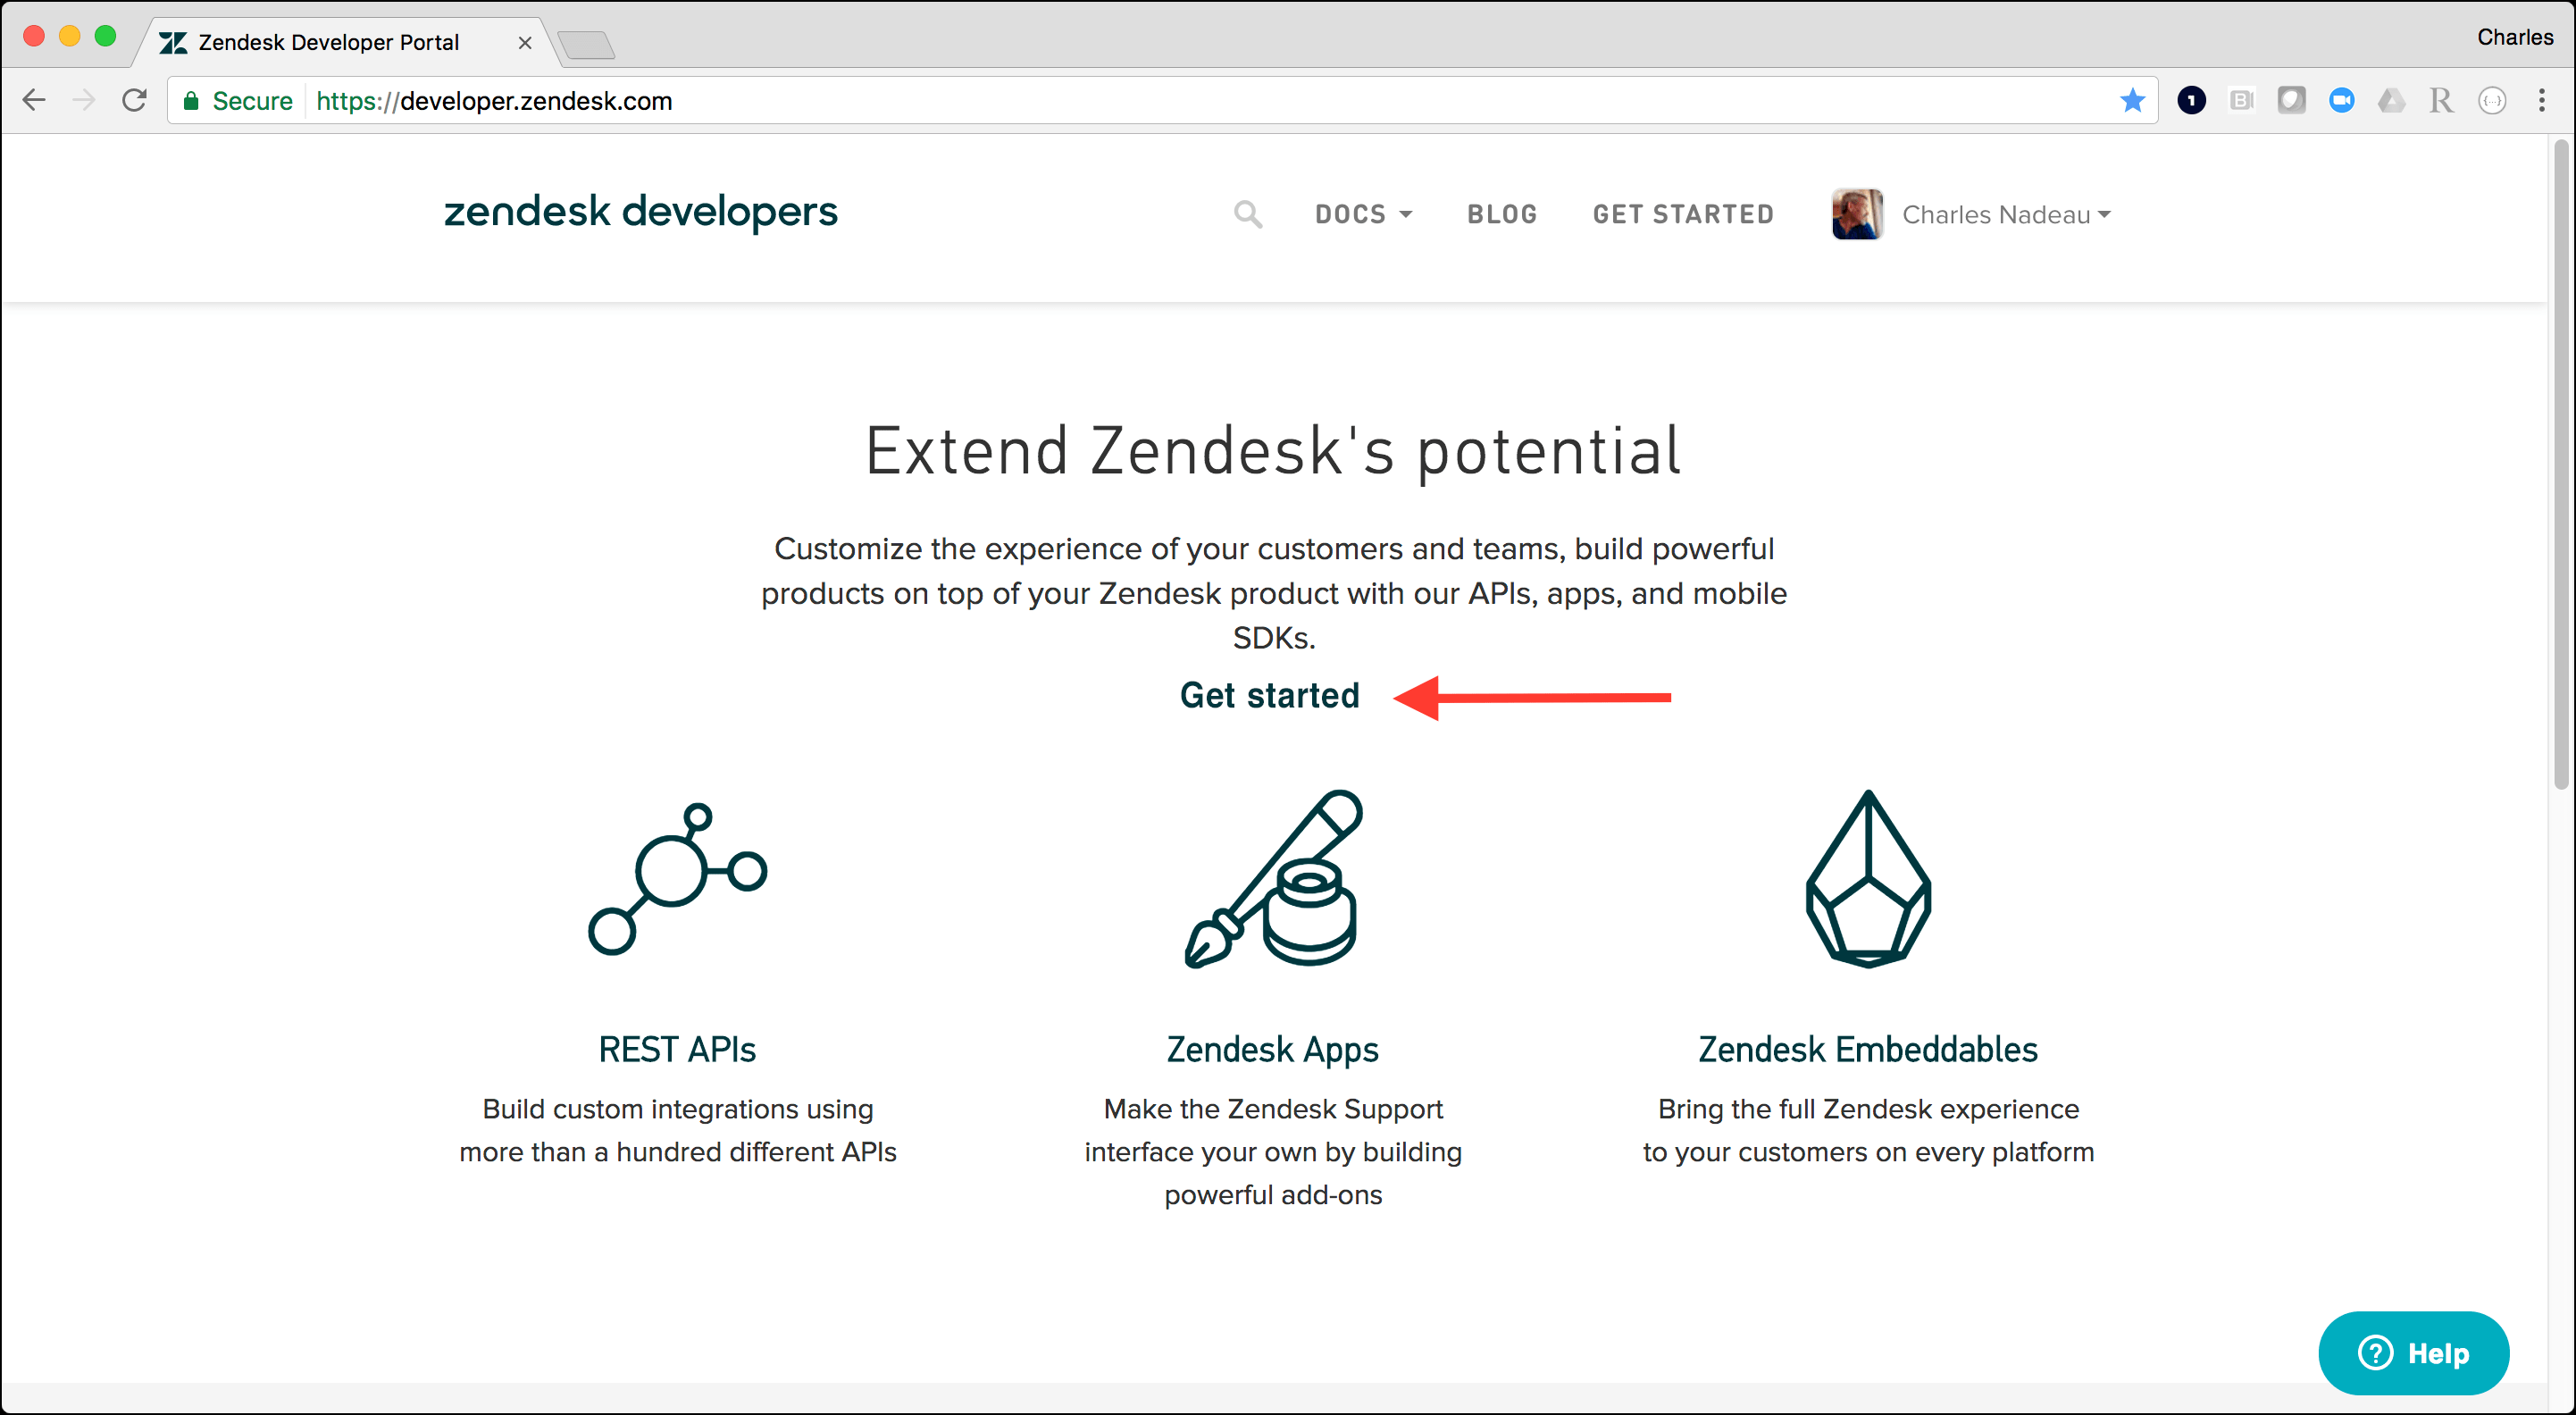 Zendesk Developer Portal
Charles
Secure https://developer.zendesk.com
1 B R {...}
zendesk developers
DOCS BLOG GET STARTED Charles Nadeau
Extend Zendesk's potential
Customize the experience of your customers and teams, build powerful
products on top of your Zendesk product with our APIs, apps, and mobile
SDKs.
Get started
REST APIs
Build custom integrations using
more than a hundred different APIs
Zendesk Apps
Make the Zendesk Support
interface your own by building
powerful add-ons
Zendesk Embeddables
Bring the full Zendesk experience
to your customers on every platform
? Help